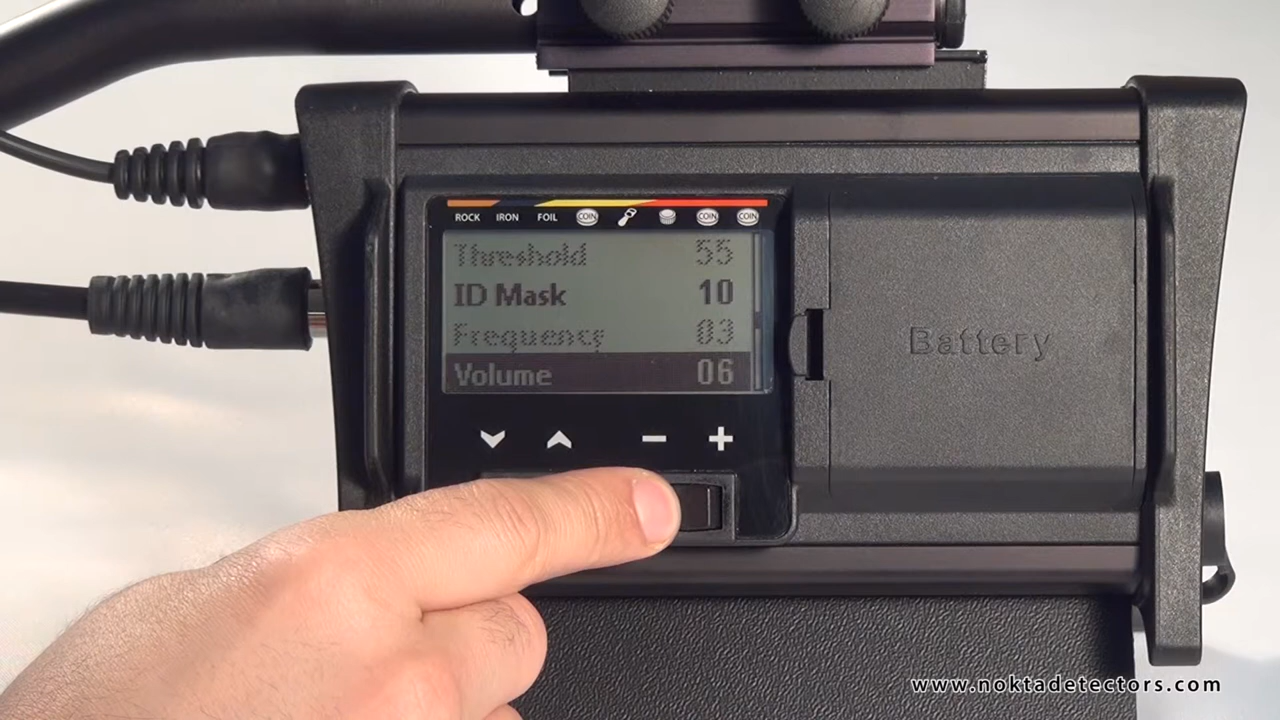 ROCK IRON FOIL COIN COIN COIN
Threshold 55
ID Mask 10
Frequency 03
Volume 06
Battery
www.noktadetectors.com